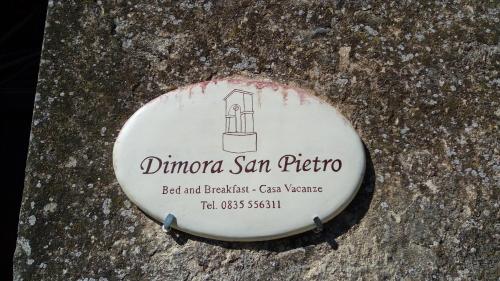 Dimora San Pietro
Bed and Breakfast - Casa Vacanze
Tel. 0835 556311